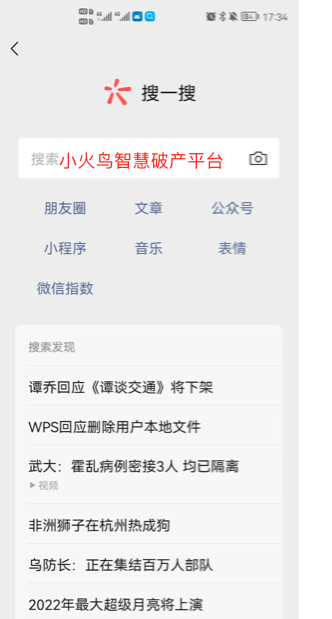 17:34
搜一搜
搜索小火鸟智慧破产平台
朋友圈 文章 公众号
小程序 音乐 表情
微信指数
搜索发现
谭乔回应《谭谈交通》将下架
WPS回应删除用户本地文件
武大：霍乱病例密接3人 均已隔离
视频
非洲狮子在杭州热成狗
乌防长：正在集结百万人部队
2022年最大超级月亮将上演